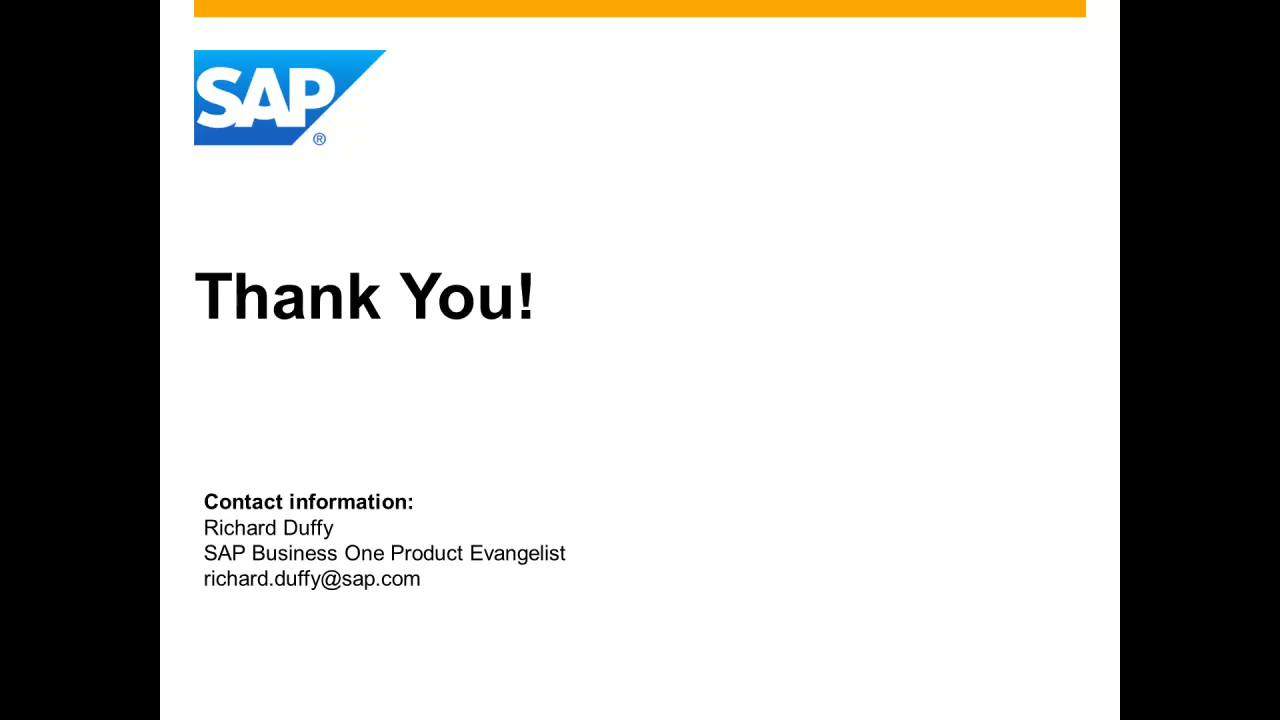 SAP®
Thank You!
Contact information:
Richard Duffy
SAP Business One Product Evangelist
richard.duffy@sap.com